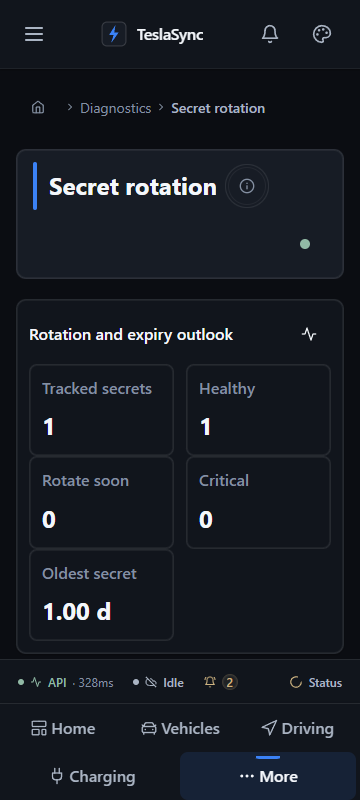 TeslaSync
Diagnostics
Secret rotation
Secret rotation
Rotation and expiry outlook
Tracked secrets
1
Healthy
1
Rotate soon
0
Critical
0
Oldest secret
1.00 d
API · 328ms
Idle
2
Status
Home
Vehicles
Driving
Charging
More